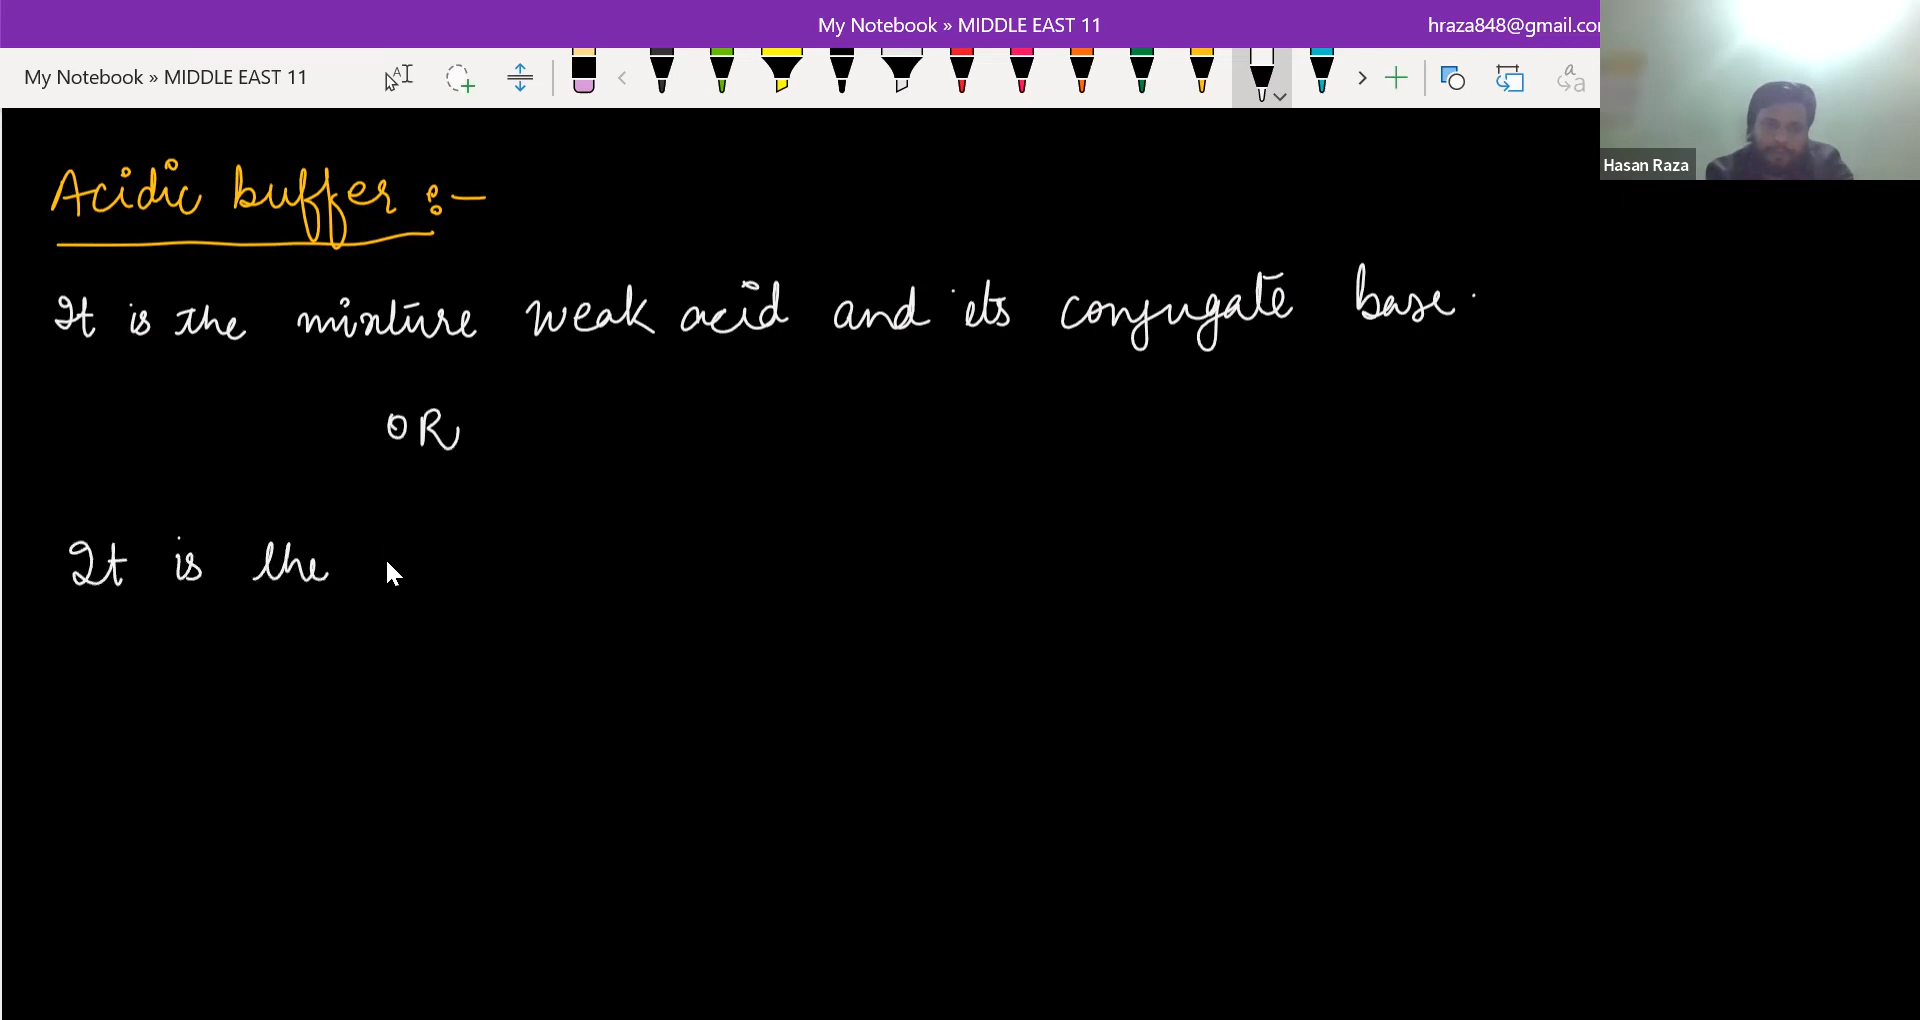 My Notebook » MIDDLE EAST 11
hraza848@gmail.co
My Notebook » MIDDLE EAST 11
Hasan Raza
Acidic buffer :-
It is the mixture weak acid and its conjugate base.
OR
It is the